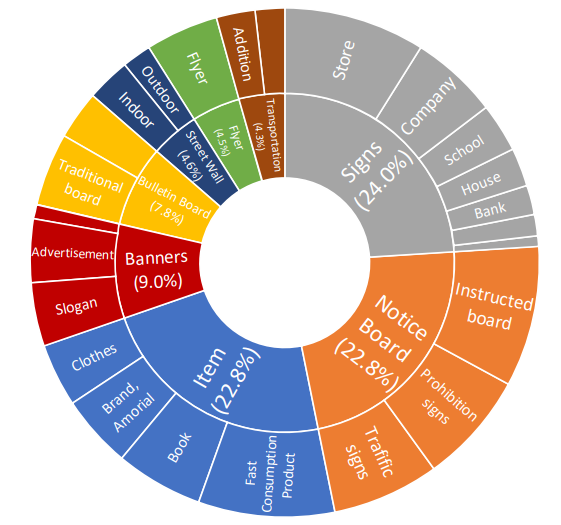 Signs
(24.0%)
Store
Company
School
House
Bank
Notice
Board
(22.8%)
Instructed
board
Prohibition
signs
Traffific
signs
Item
(22.8%)
Fast
Consumption
Product
Book
Brand,
Amorial
Clothes
Banners
(9.0%)
Slogan
Advertisement
Bulletin Board
(7.8%)
Traditional
board
Street Wall
(4.6%)
Indoor
Outdoor
Flyer
(4.5%)
Flyer
Transportation
(4.3%)
Addition